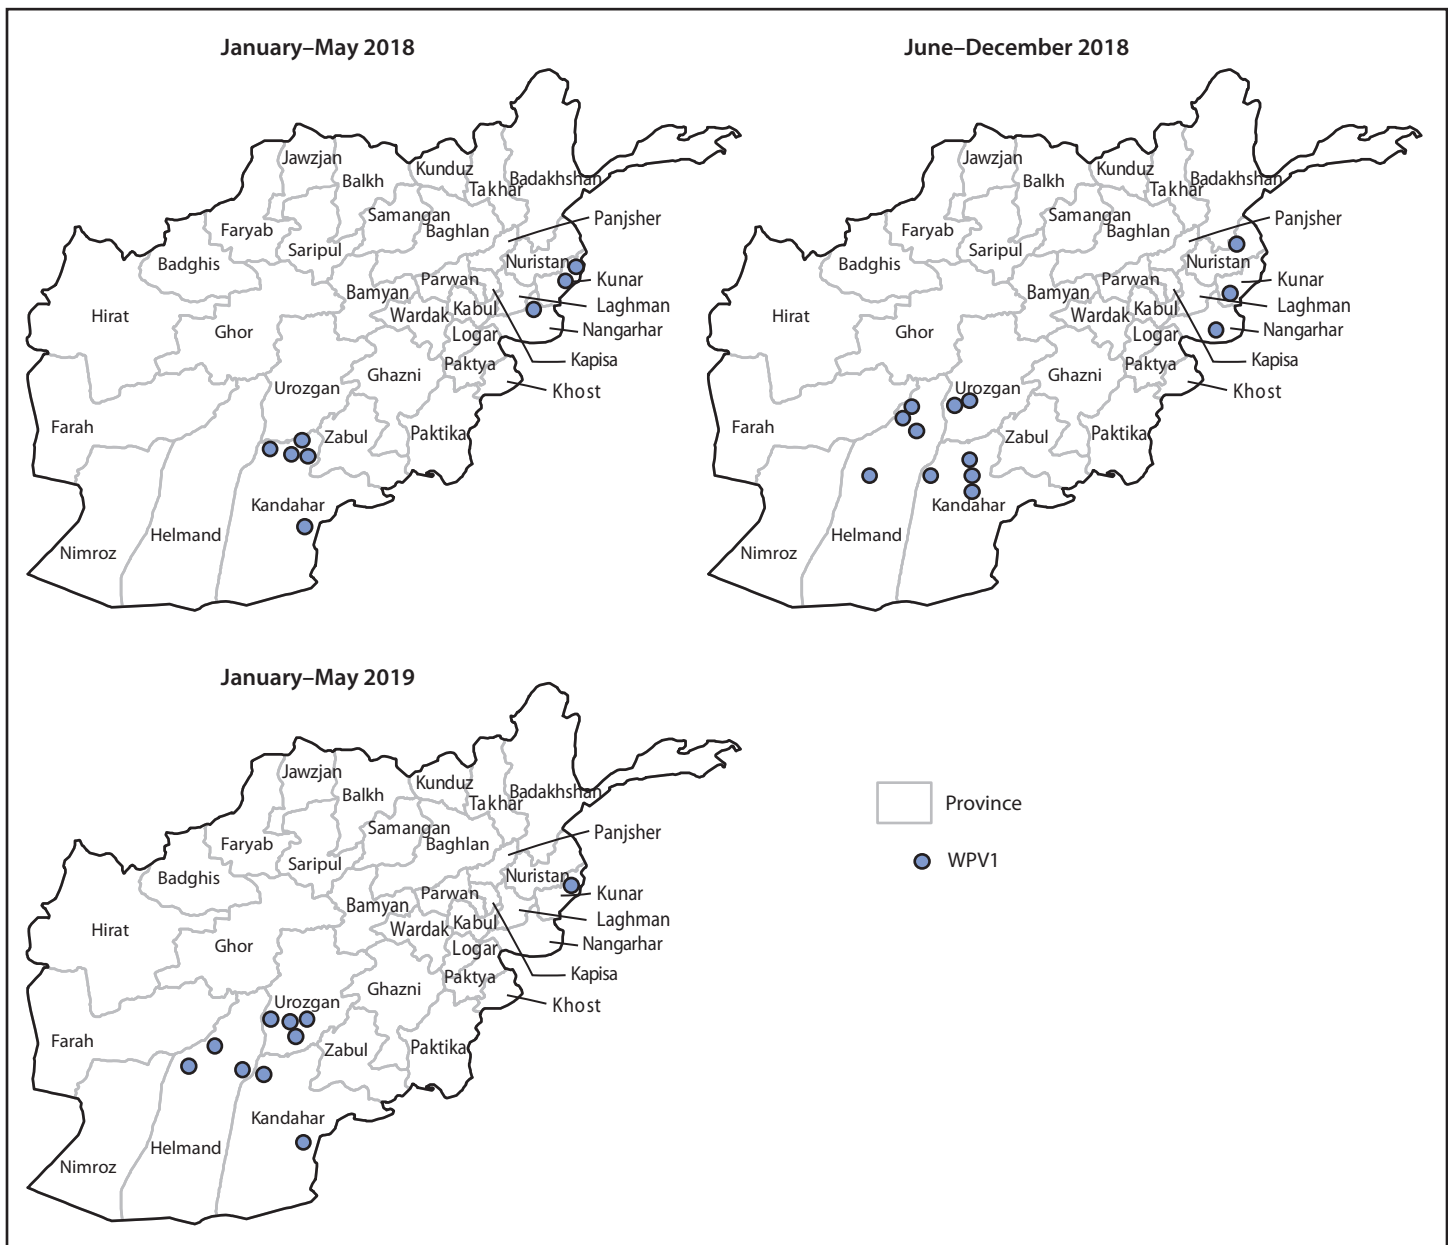 January–May 2018
Jawzjan
Balkh
Kunduz
Takhar
Badakhshan
Samangan
Baghlan
Panjsher
Faryab
Saripul
Badghis
Nuristan
Parwan
Kunar
Bamyan
Laghman
Hirat
Wardak
Kabul
Nangarhar
Ghor
Logar
Kapisa
Paktya
Ghazni
Urozgan
Khost
Farah
Zabul
Paktika
Kandahar
Helmand
Nimroz
June–December 2018
Jawzjan
Balkh
Kunduz
Takhar
Badakhshan
Samangan
Baghlan
Panjsher
Faryab
Saripul
Badghis
Nuristan
Parwan
Kunar
Bamyan
Laghman
Hirat
Wardak
Kabul
Nangarhar
Ghor
Logar
Kapisa
Paktya
Ghazni
Urozgan
Khost
Farah
Zabul
Paktika
Kandahar
Helmand
Nimroz
January–May 2019
Jawzjan
Balkh
Kunduz
Takhar
Badakhshan
Samangan
Baghlan
Panjsher
Faryab
Saripul
Badghis
Nuristan
Parwan
Kunar
Bamyan
Laghman
Hirat
Wardak
Kabul
Nangarhar
Ghor
Logar
Kapisa
Paktya
Ghazni
Urozgan
Khost
Farah
Zabul
Paktika
Kandahar
Helmand
Nimroz
Province
WPV1